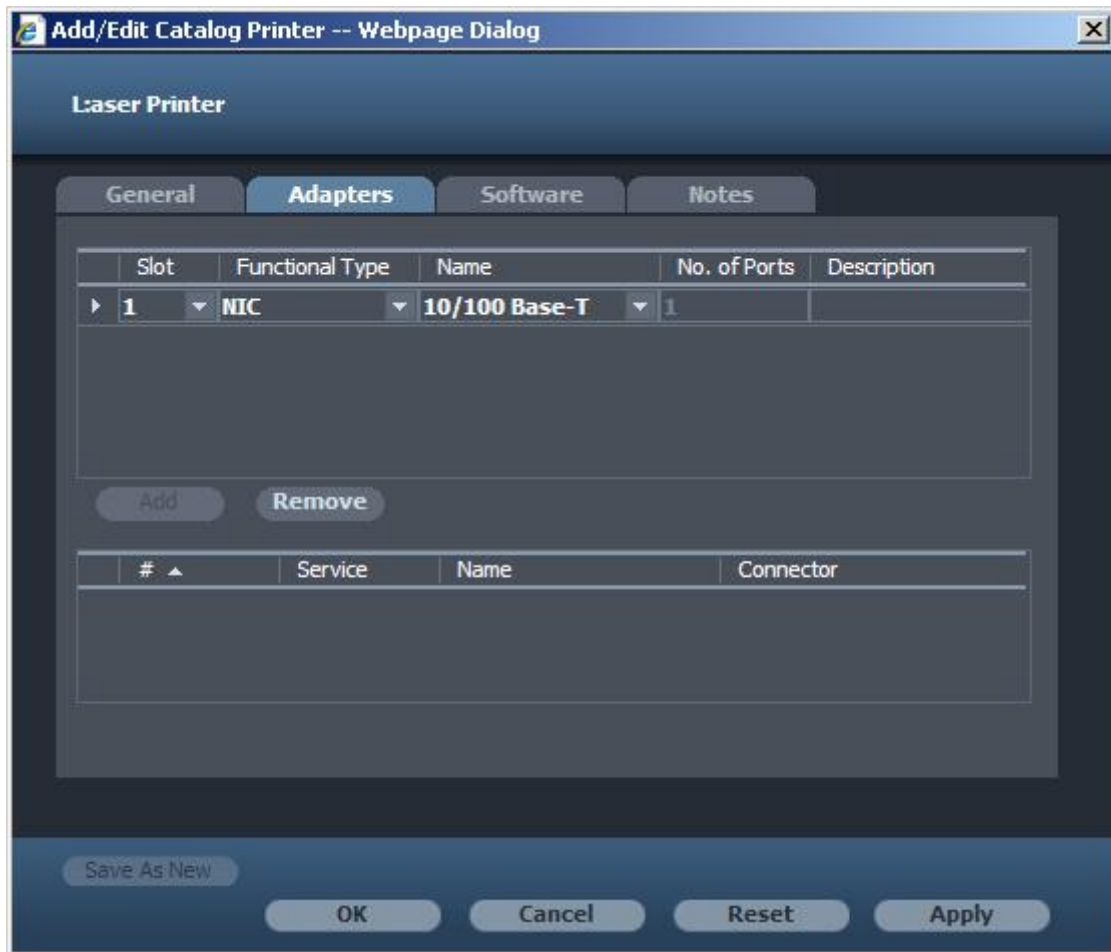 Add/Edit Catalog Printer -- Webpage Dialog
L:aser Printer
General Adapters Software Notes
Slot Functional Type Name No. of Ports Description
1 NIC 10/100 Base-T 1
Add Remove
# Service Name Connector
Save As New
OK Cancel Reset Apply